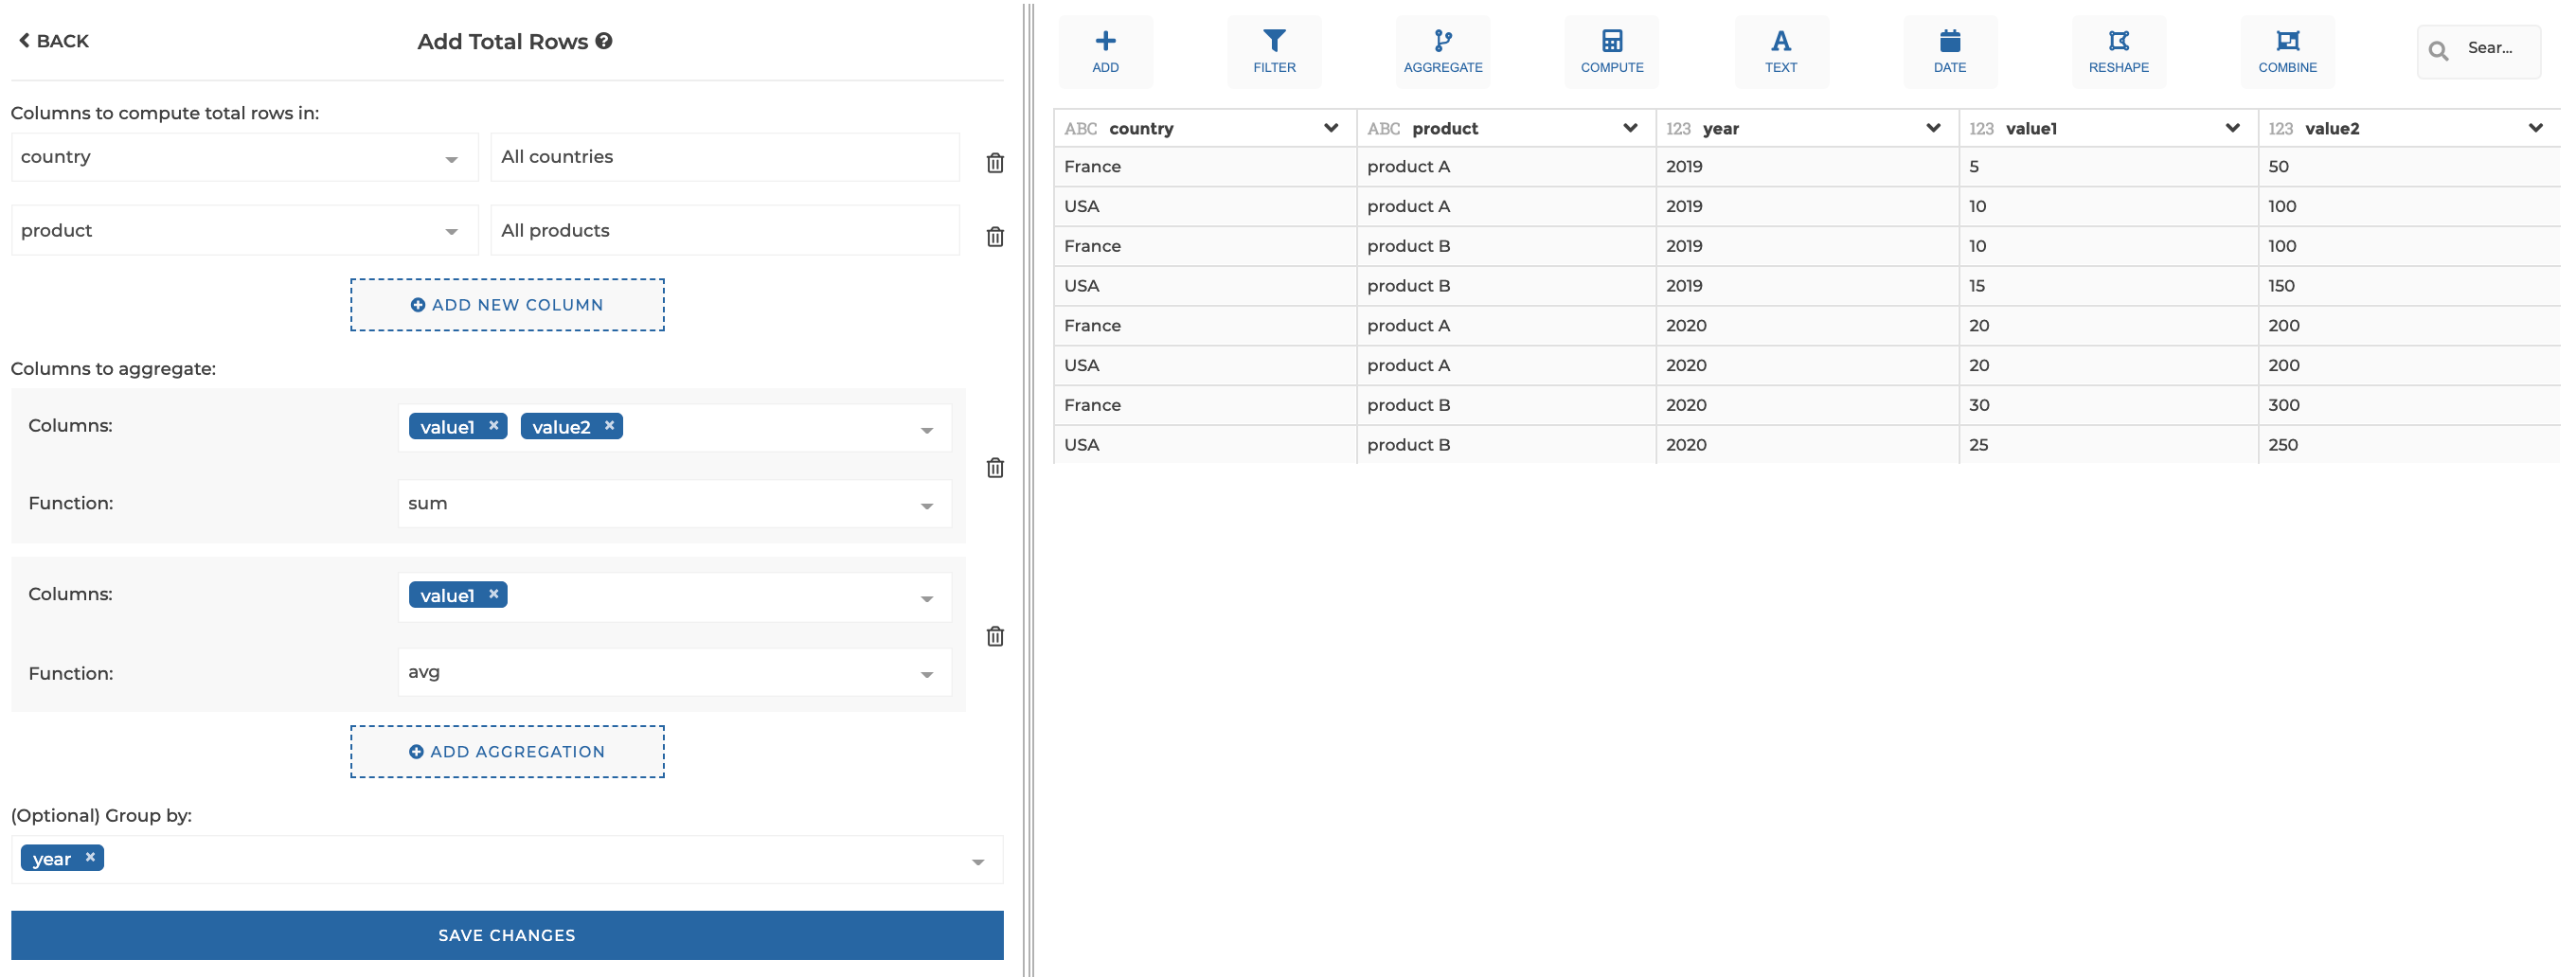 BACK
Add Total Rows ?
Columns to compute total rows in:
country All countries
product All products
ADD NEW COLUMN
Columns to aggregate:
Columns: value1 × value2 ×
Function: sum
Columns: value1 ×
Function: avg
ADD AGGREGATION
(Optional) Group by:
year ×
SAVE CHANGES
ADD FILTER AGGREGATE COMPUTE TEXT DATE RESHAPE COMBINE Sear...
ABC country ABC product 123 year 123 value1 123 value2
France product A 2019 5 50
USA product A 2019 10 100
France product B 2019 10 100
USA product B 2019 15 150
France product A 2020 20 200
USA product A 2020 20 200
France product B 2020 30 300
USA product B 2020 25 250